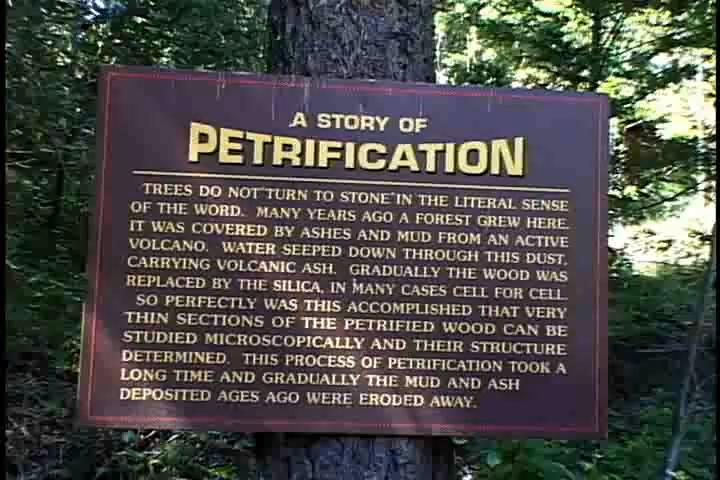 A STORY OF
PETRIFICATION
TREES DO NOT "TURN TO STONE" IN THE LITERAL SENSE
OF THE WORD. MANY YEARS AGO A FOREST GREW HERE.
IT WAS COVERED BY ASHES AND MUD FROM AN ACTIVE
VOLCANO. WATER SEEPED DOWN THROUGH THIS DUST,
CARRYING VOLCANIC ASH. GRADUALLY THE WOOD WAS
REPLACED BY THE SILICA, IN MANY CASES CELL FOR CELL.
SO PERFECTLY WAS THIS ACCOMPLISHED THAT VERY
THIN SECTIONS OF THE PETRIFIED WOOD CAN BE
STUDIED MICROSCOPICALLY AND THEIR STRUCTURE
DETERMINED. THIS PROCESS OF PETRIFICATION TOOK A
LONG TIME AND GRADUALLY THE MUD AND ASH
DEPOSITED AGES AGO WERE ERODED AWAY.